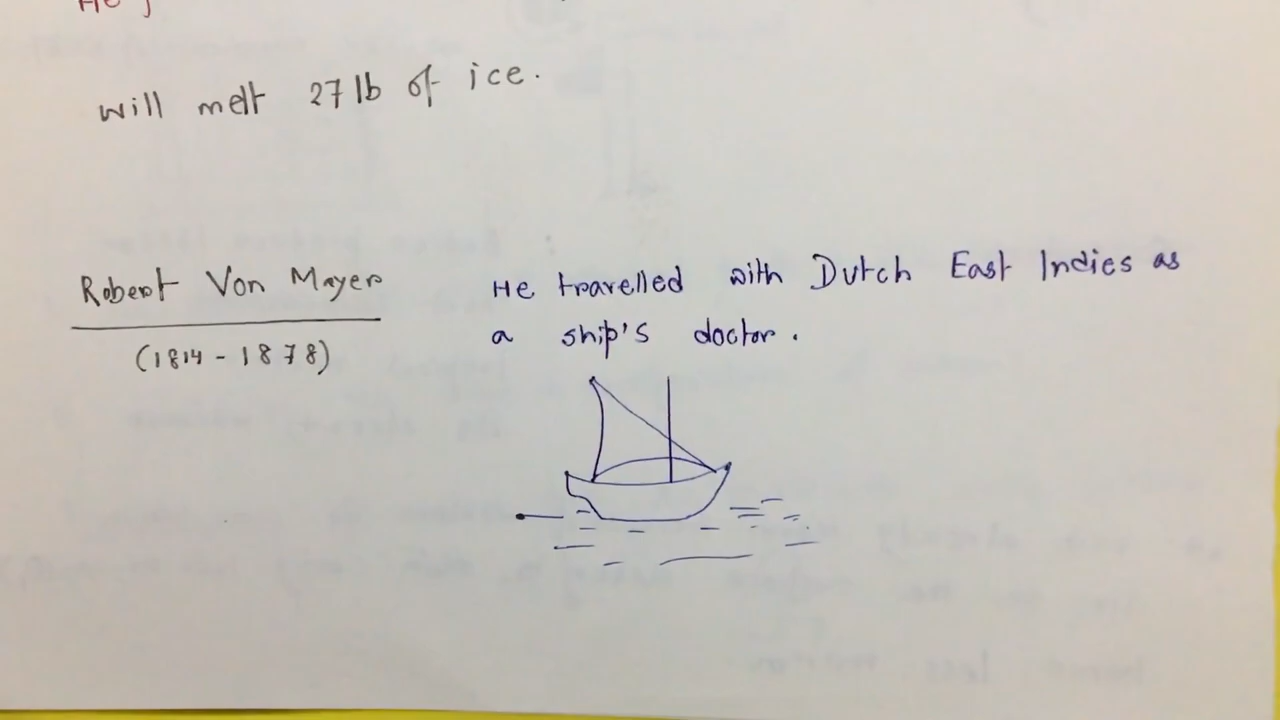 will melt 27 lb of ice.
Robert Von Mayer
(1814 - 1878)
He travelled with Dutch East Indies as
a ship's doctor.